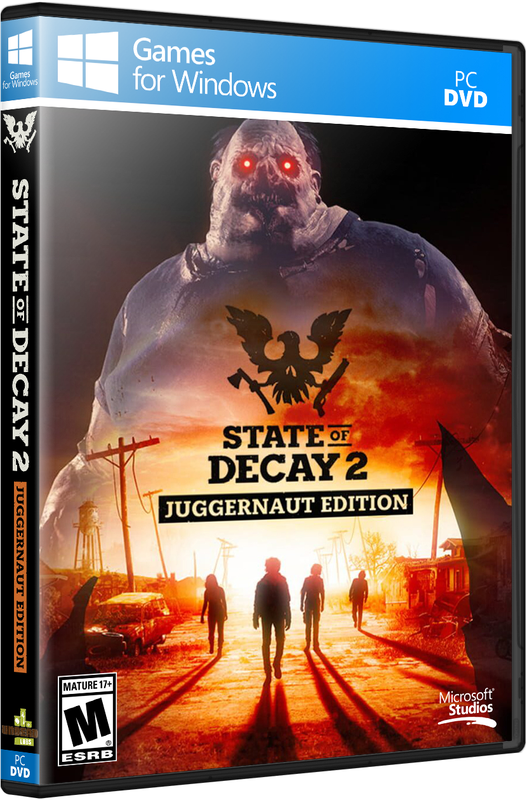 Games
for Windows
PC
DVD
STATE OF
DECAY 2
JUGGERNAUT EDITION
MATURE 17+
M
ESRB
Microsoft®
Studios
Games
for Windows
STATE OF DECAY 2
JUGGERNAUT EDITION
LABS
PC
DVD